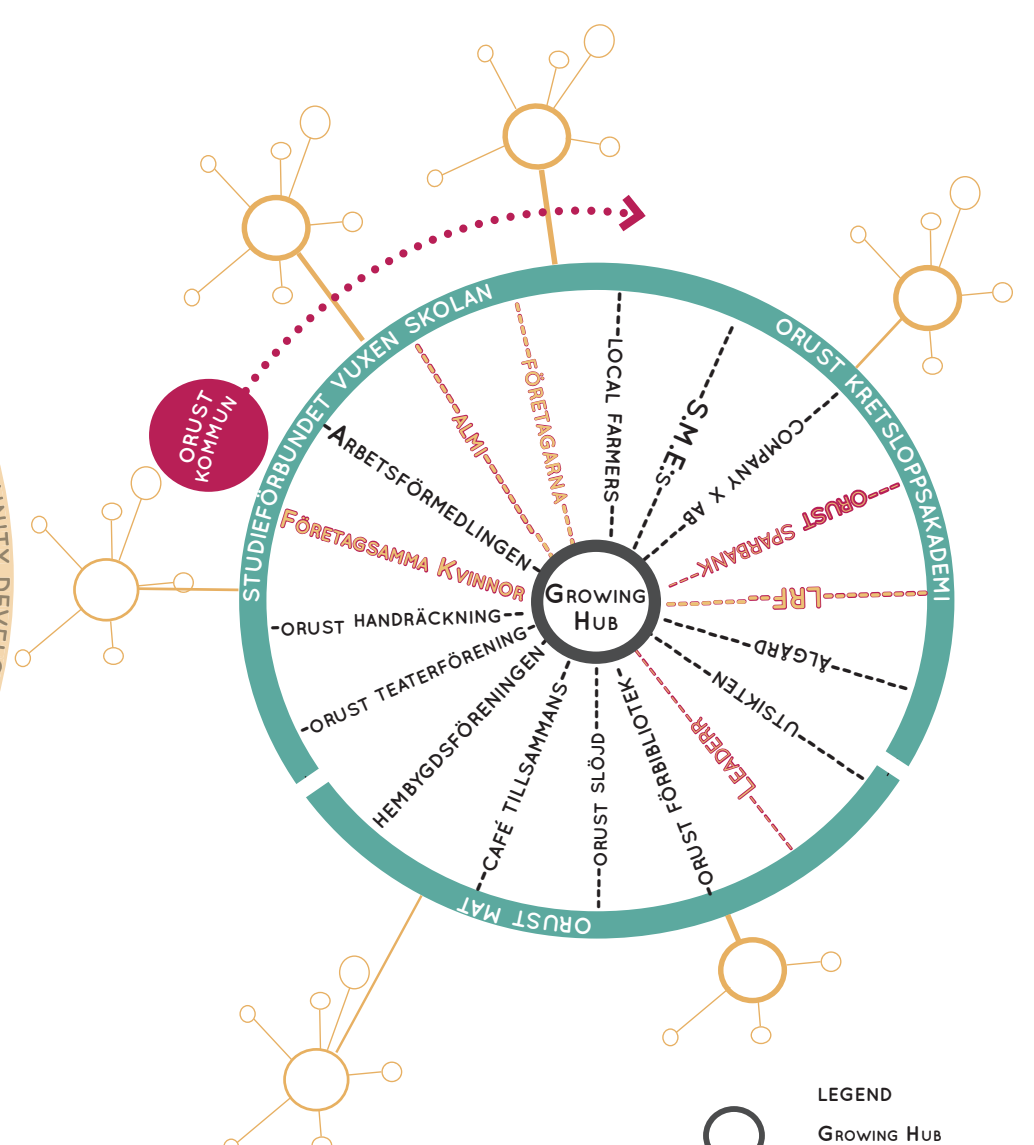 STUDIEFÖRBUNDET VUXEN SKOLAN
ORUST KRETSLOPPSAKADEMI
ORUST MAT
ORUST
KOMMUN
GROWING
HUB
FÖRETAGARNA
LOCAL FARMERS
S.M.E:S
COMPANY X AB
ORUST SPARBANK
LRF
ÅLGÅRD
UTSIKTEN
LEADERR
ORUST FÖRBIBLIOTEK
ORUST SLÖJD
CAFÉ TILLSAMMANS
HEMBYGDSFÖRENINGEN
ORUST TEATERFÖRENING
ORUST HANDRÄCKNING
FÖRETAGSAMMA KVINNOR
ARBETSFÖRMEDLINGEN
ALMI
LEGEND
GROWING HUB